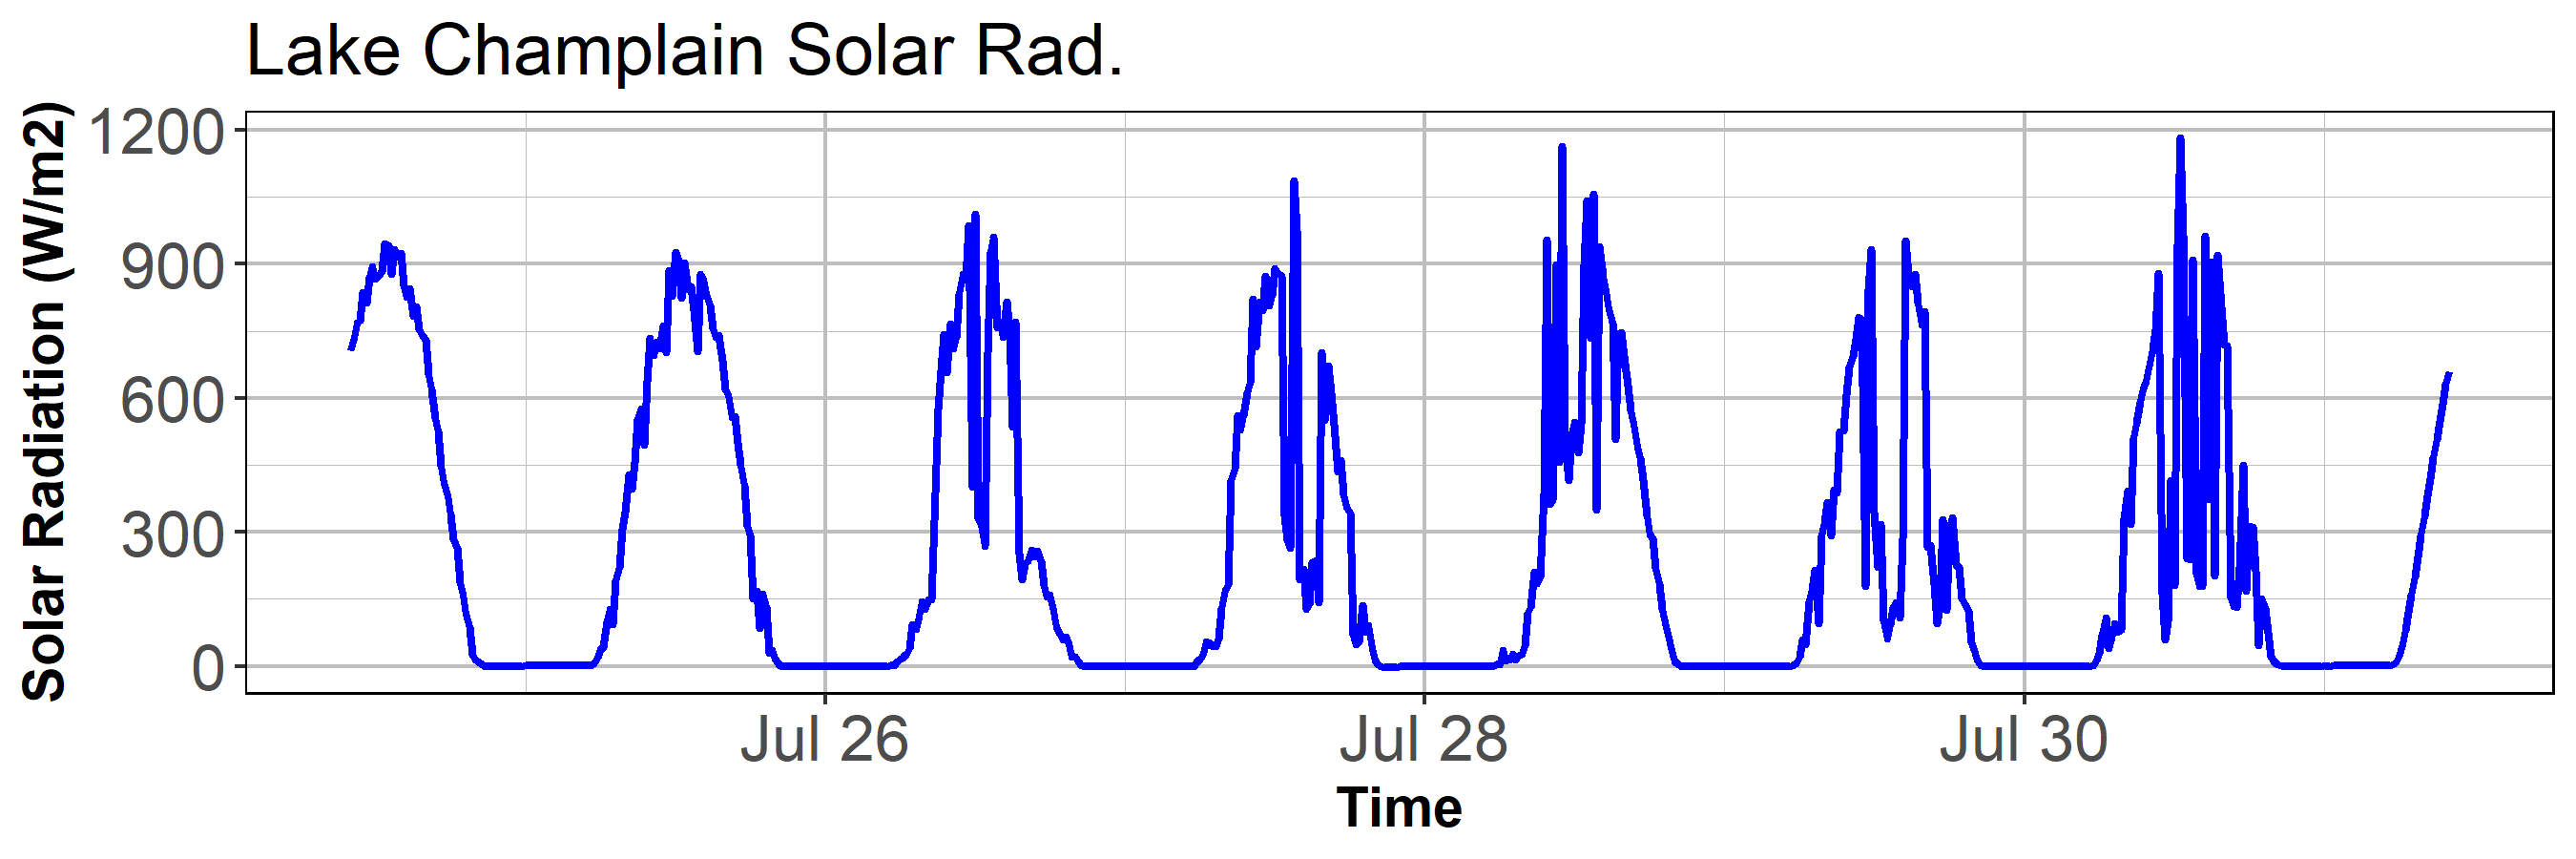 Lake Champlain Solar Rad.
Solar Radiation (W/m2)
1200
900
600
300
0
Jul 26
Jul 28
Jul 30
Time